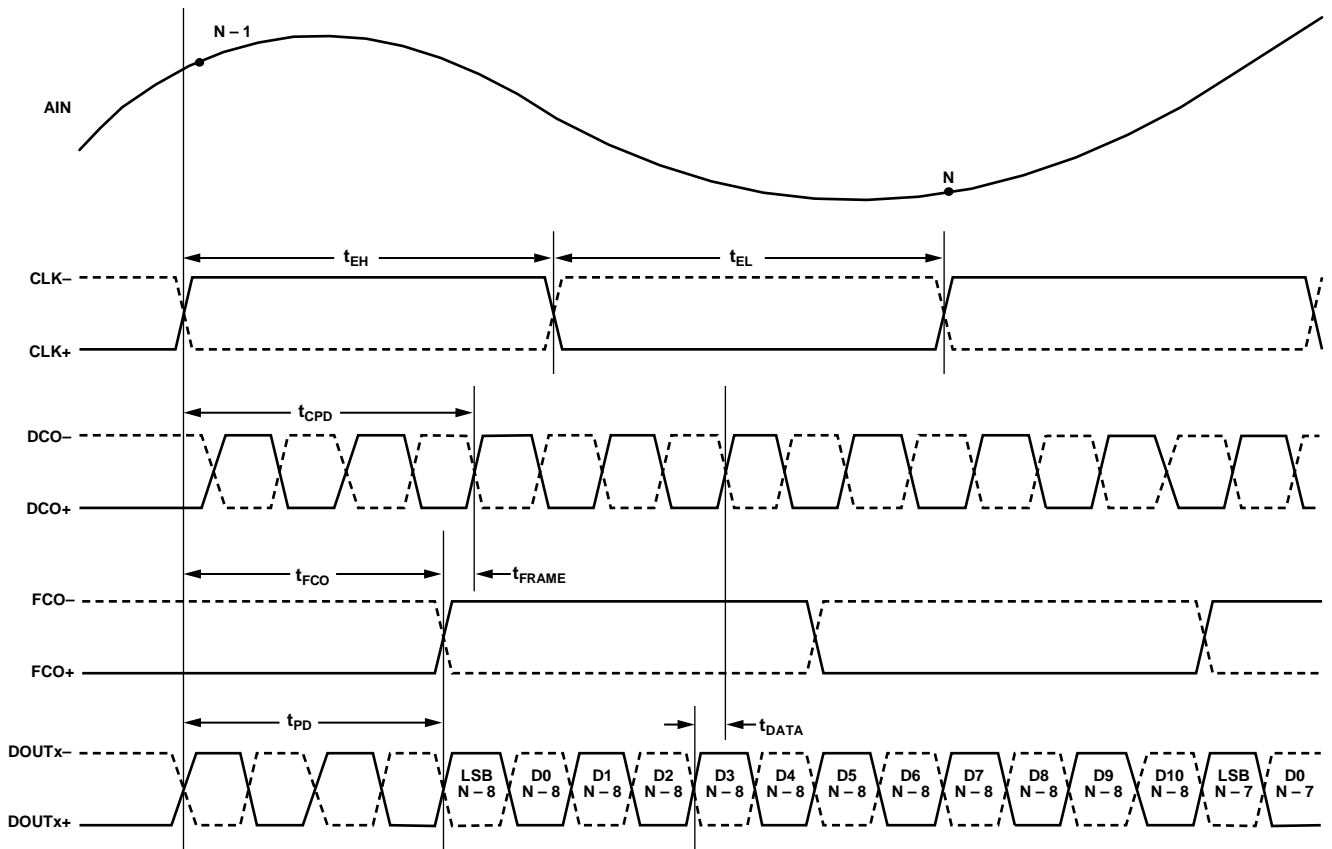 N – 1
AIN
N
tEH
tEL
CLK–
CLK+
tCPD
DCO–
DCO+
tFCO
tFRAME
FCO–
FCO+
tPD
tDATA
DOUTx–
LSB D0 D1 D2 D3 D4 D5 D6 D7 D8 D9 D10 LSB D0
N – 8 N – 8 N – 8 N – 8 N – 8 N – 8 N – 8 N – 8 N – 8 N – 8 N – 8 N – 8 N – 7 N – 7
DOUTx+